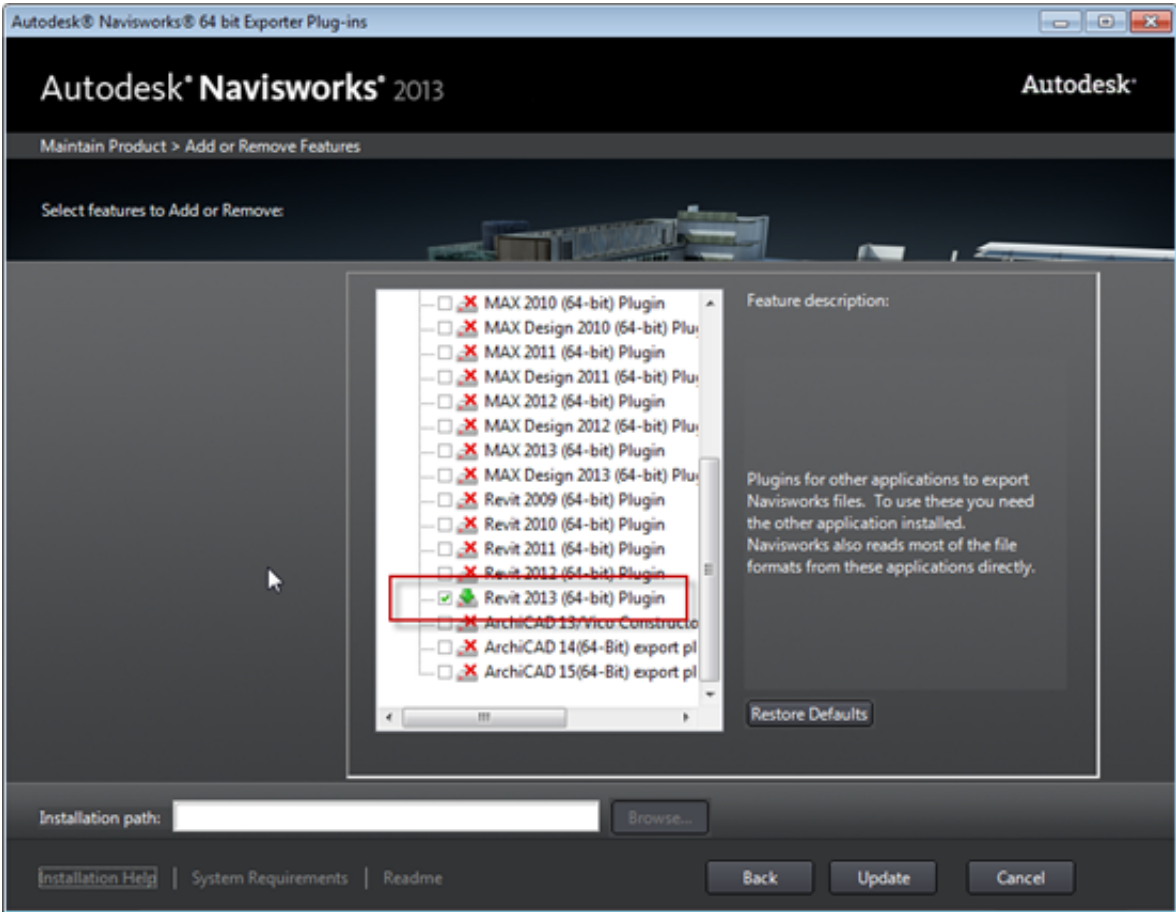 Autodesk® Navisworks® 64 bit Exporter Plug-ins
Autodesk® Navisworks® 2013
Autodesk®
Maintain Product > Add or Remove Features
Select features to Add or Remove:
MAX 2010 (64-bit) Plugin
MAX Design 2010 (64-bit) Plug
MAX 2011 (64-bit) Plugin
MAX Design 2011 (64-bit) Plug
MAX 2012 (64-bit) Plugin
MAX Design 2012 (64-bit) Plug
MAX 2013 (64-bit) Plugin
MAX Design 2013 (64-bit) Plug
Revit 2009 (64-bit) Plugin
Revit 2010 (64-bit) Plugin
Revit 2011 (64-bit) Plugin
Revit 2012 (64-bit) Plugin
Revit 2013 (64-bit) Plugin
ArchiCAD 13/Vico Constructo
ArchiCAD 14(64-Bit) export pl
ArchiCAD 15(64-Bit) export pl
Feature description:
Plugins for other applications to export
Navisworks files. To use these you need
the other application installed.
Navisworks also reads most of the file
formats from these applications directly.
Restore Defaults
Installation path:
Browse...
Installation Help | System Requirements | Readme
Back
Update
Cancel